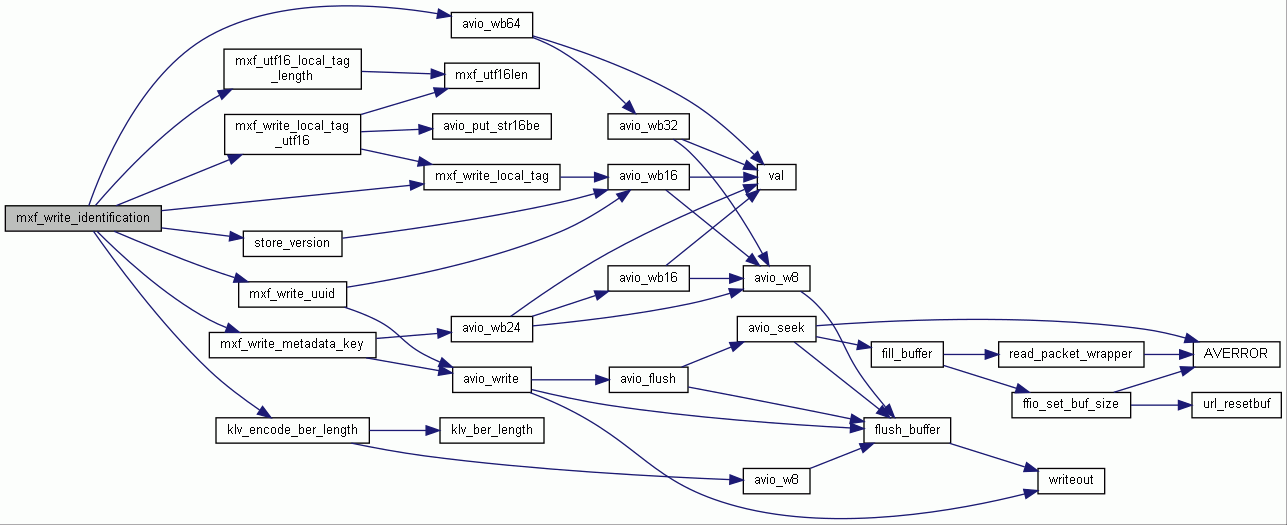 mxf_write_identification
avio_wb64
mxf_utf16_local_tag
_length
mxf_utf16len
mxf_write_local_tag
_utf16
avio_put_str16be
avio_wb32
mxf_write_local_tag
avio_wb16
val
store_version
mxf_write_uuid
avio_wb16
avio_w8
mxf_write_metadata_key
avio_wb24
avio_seek
fill_buffer
read_packet_wrapper
AVERROR
avio_write
avio_flush
ffio_set_buf_size
url_resetbuf
klv_encode_ber_length
klv_ber_length
flush_buffer
avio_w8
writeout